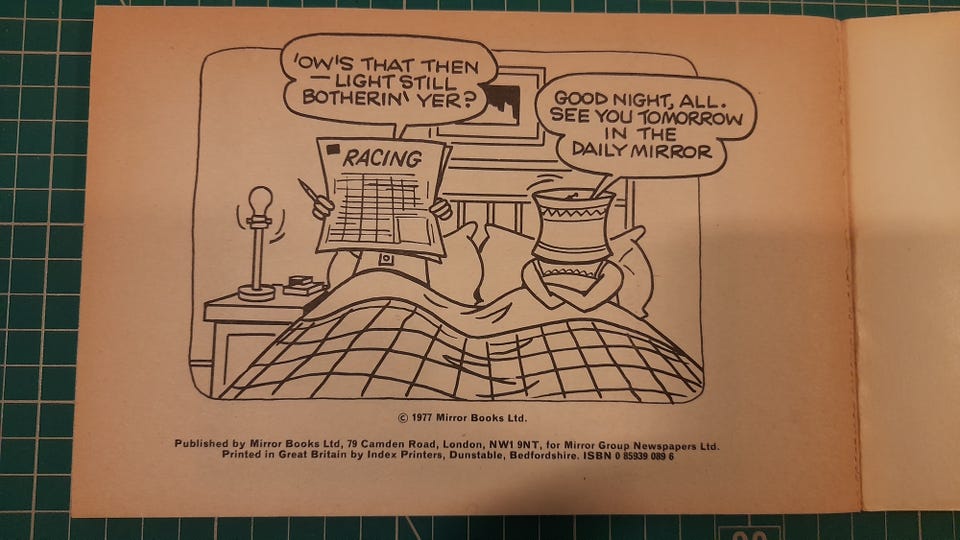 'OW'S THAT THEN
— LIGHT STILL
BOTHERIN' YER?
GOOD NIGHT, ALL.
SEE YOU TOMORROW
IN THE
DAILY MIRROR
RACING
© 1977 Mirror Books Ltd.
Published by Mirror Books Ltd, 79 Camden Road, London, NW1 9NT, for Mirror Group Newspapers Ltd.
Printed in Great Britain by Index Printers, Dunstable, Bedfordshire. ISBN 0 85939 089 6